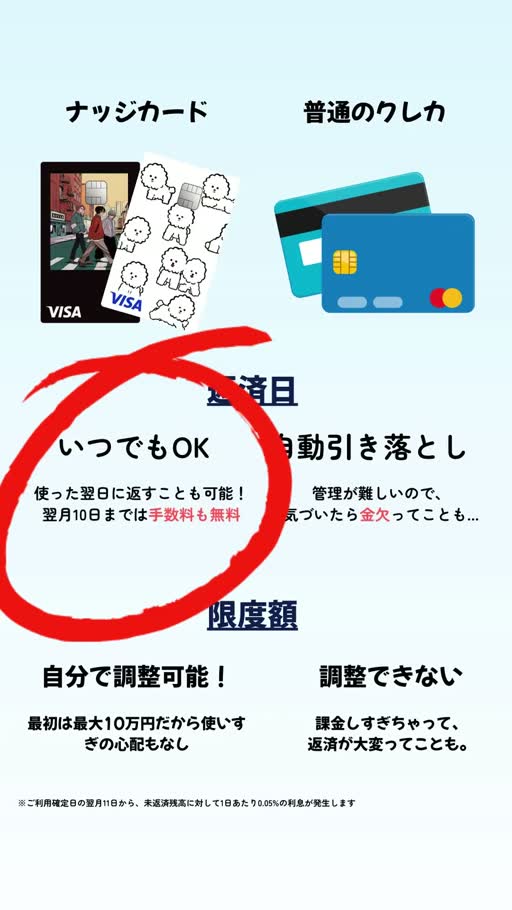 ナッジカード
普通のクレカ
VISA
VISA
済日
いつでもOK
自動引き落とし
使った翌日に返すことも可能！
翌月10日までは手数料も無料
管理が難しいので、
気づいたら金欠ってことも...
限度額
自分で調整可能！
調整できない
最初は最大10万円だから使いす
ぎの心配もなし
課金しすぎちゃって、
返済が大変ってことも。
※ご利用確定日の翌月11日から、未返済残高に対して1日あたり0.05%の利息が発生します